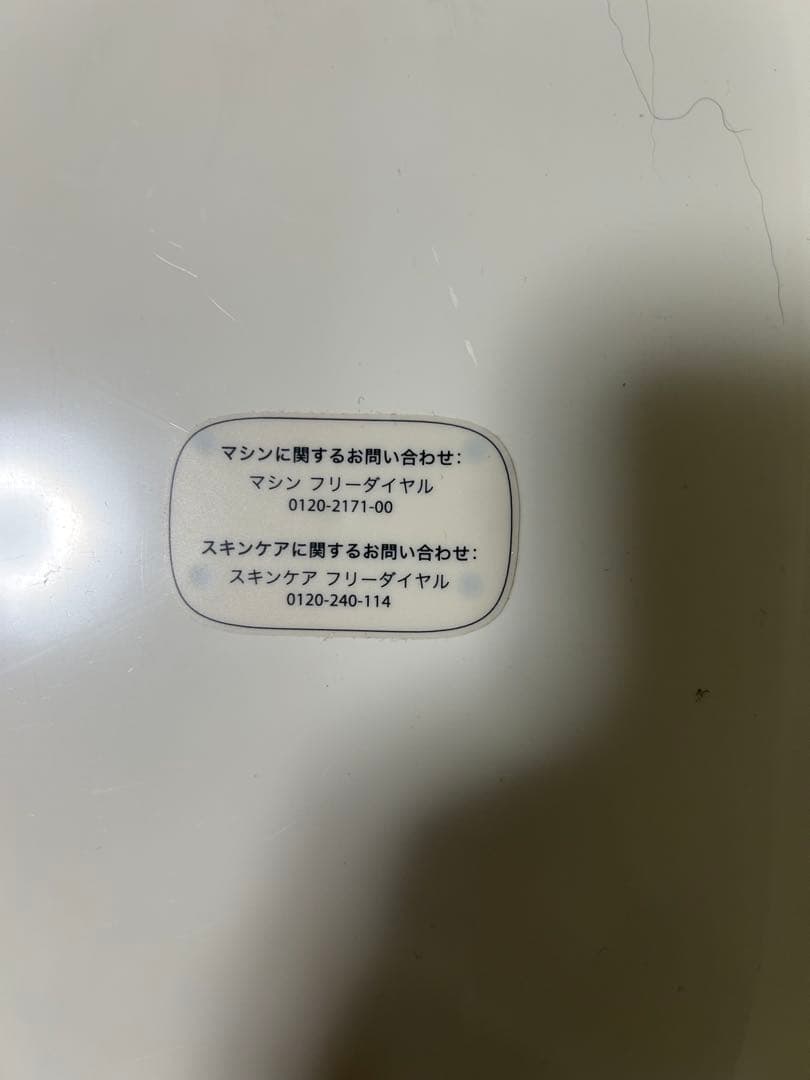 マシンに関するお問い合わせ:
マシン フリーダイヤル
0120-2171-00
スキンケアに関するお問い合わせ:
スキンケア フリーダイヤル
0120-240-114